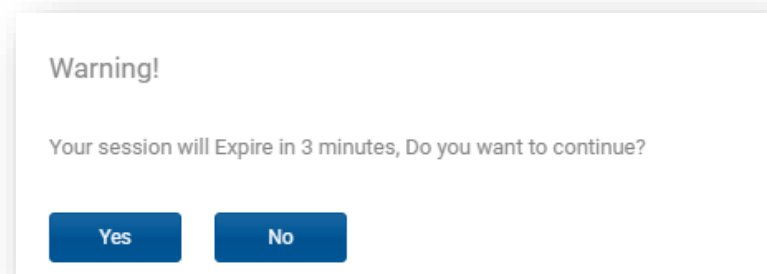 Warning!
Your session will Expire in 3 minutes, Do you want to continue?
Yes No